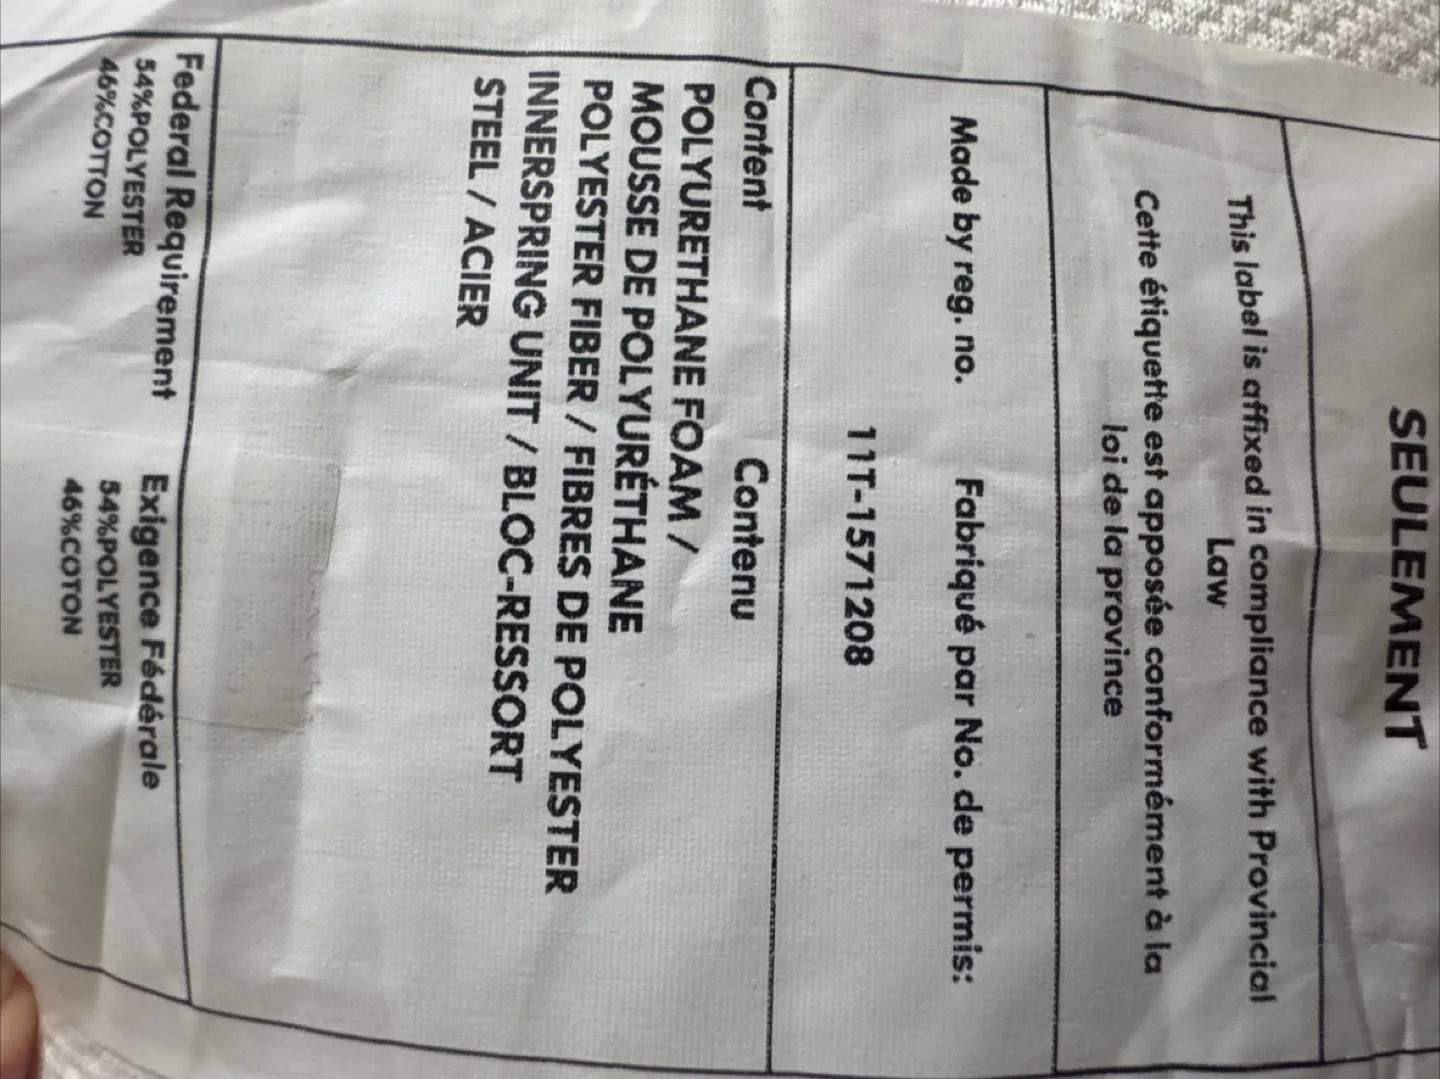 SEULEMENT
This label is affixed in compliance with Provincial
Law
Cette étiquette est apposée conformément à la
loi de la province
Made by reg. no. Fabriqué par No. de permis:
11T-1571208
Content Contenu
POLYURETHANE FOAM /
MOUSSE DE POLYURÉTHANE
POLYESTER FIBER / FIBRES DE POLYESTER
INNERSPRING UNIT / BLOC-RESSORT
STEEL / ACIER
Federal Requirement Exigence Fédérale
54%POLYESTER 54%POLYESTER
46%COTTON 46%COTON